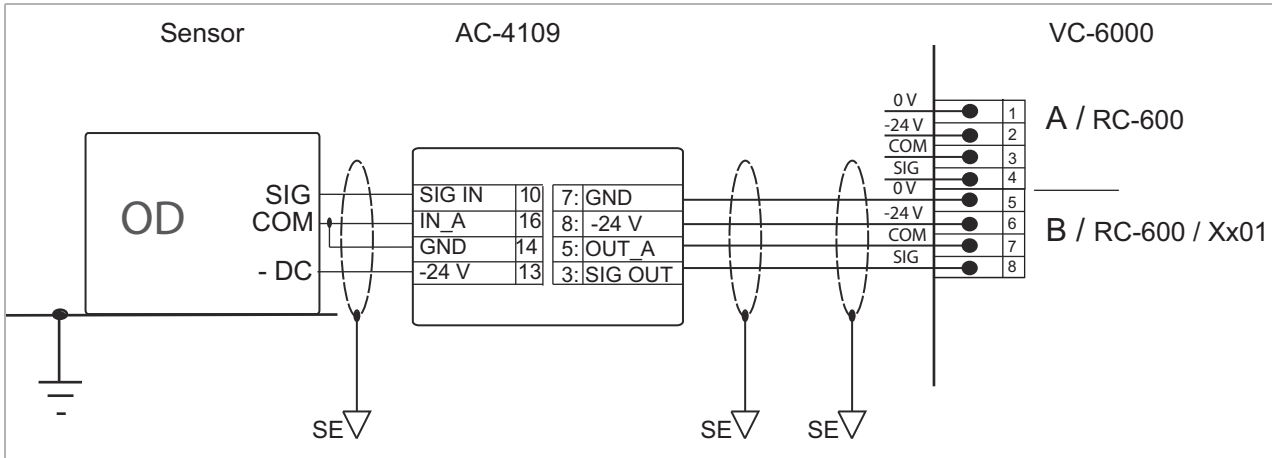 Sensor
AC-4109
VC-6000
OD
SIG
COM
- DC
SIG IN 10
IN_A 16
GND 14
-24 V 13
7: GND
8: -24 V
5: OUT_A
3: SIG OUT
0 V 1
-24 V 2
COM 3
SIG 4
0 V 5
-24 V 6
COM 7
SIG 8
A / RC-600
B / RC-600 / Xx01
SE
SE
SE